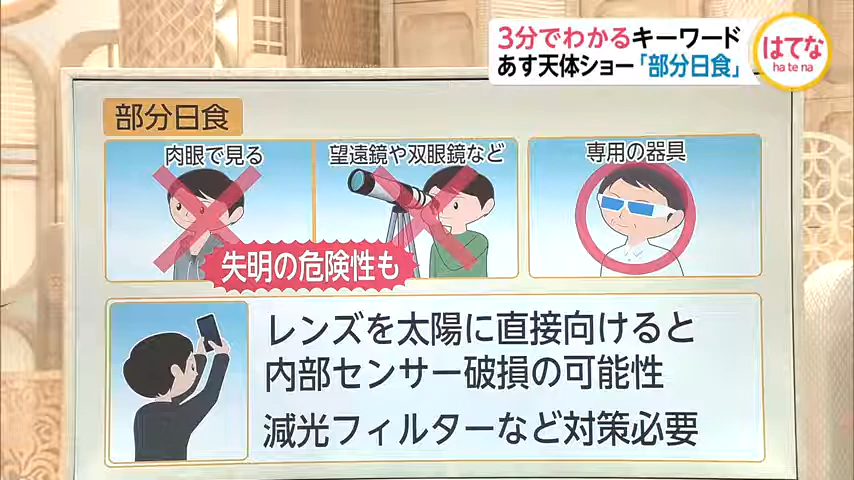 3分でわかるキーワード
あす天体ショー「部分日食」
はてな
hatena
部分日食
肉眼で見る
望遠鏡や双眼鏡など
専用の器具
失明の危険性も
レンズを太陽に直接向けると
内部センサー破損の可能性
減光フィルターなど対策必要